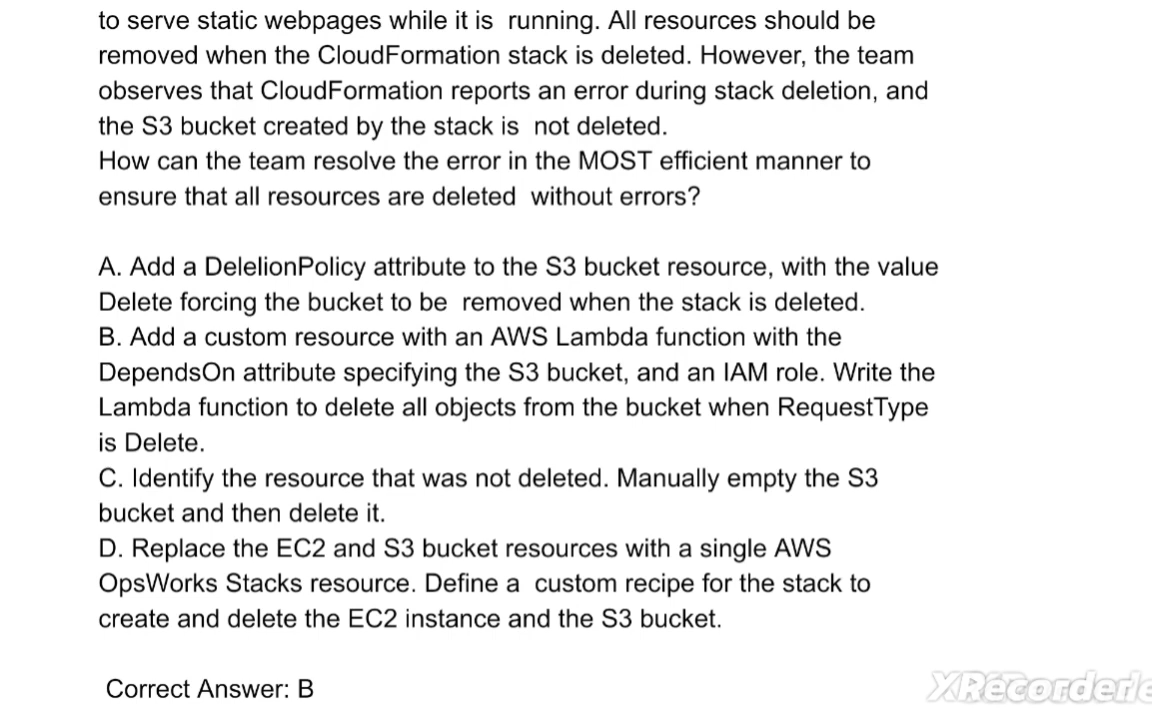 to serve static webpages while it is  running. All resources should be
removed when the CloudFormation stack is deleted. However, the team
observes that CloudFormation reports an error during stack deletion, and
the S3 bucket created by the stack is  not deleted.
How can the team resolve the error in the MOST efficient manner to
ensure that all resources are deleted  without errors?
A. Add a DelelionPolicy attribute to the S3 bucket resource, with the value
Delete forcing the bucket to be  removed when the stack is deleted.
B. Add a custom resource with an AWS Lambda function with the
DependsOn attribute specifying the S3 bucket, and an IAM role. Write the
Lambda function to delete all objects from the bucket when RequestType
is Delete.
C. Identify the resource that was not deleted. Manually empty the S3
bucket and then delete it.
D. Replace the EC2 and S3 bucket resources with a single AWS
OpsWorks Stacks resource. Define a  custom recipe for the stack to
create and delete the EC2 instance and the S3 bucket.
Correct Answer: B